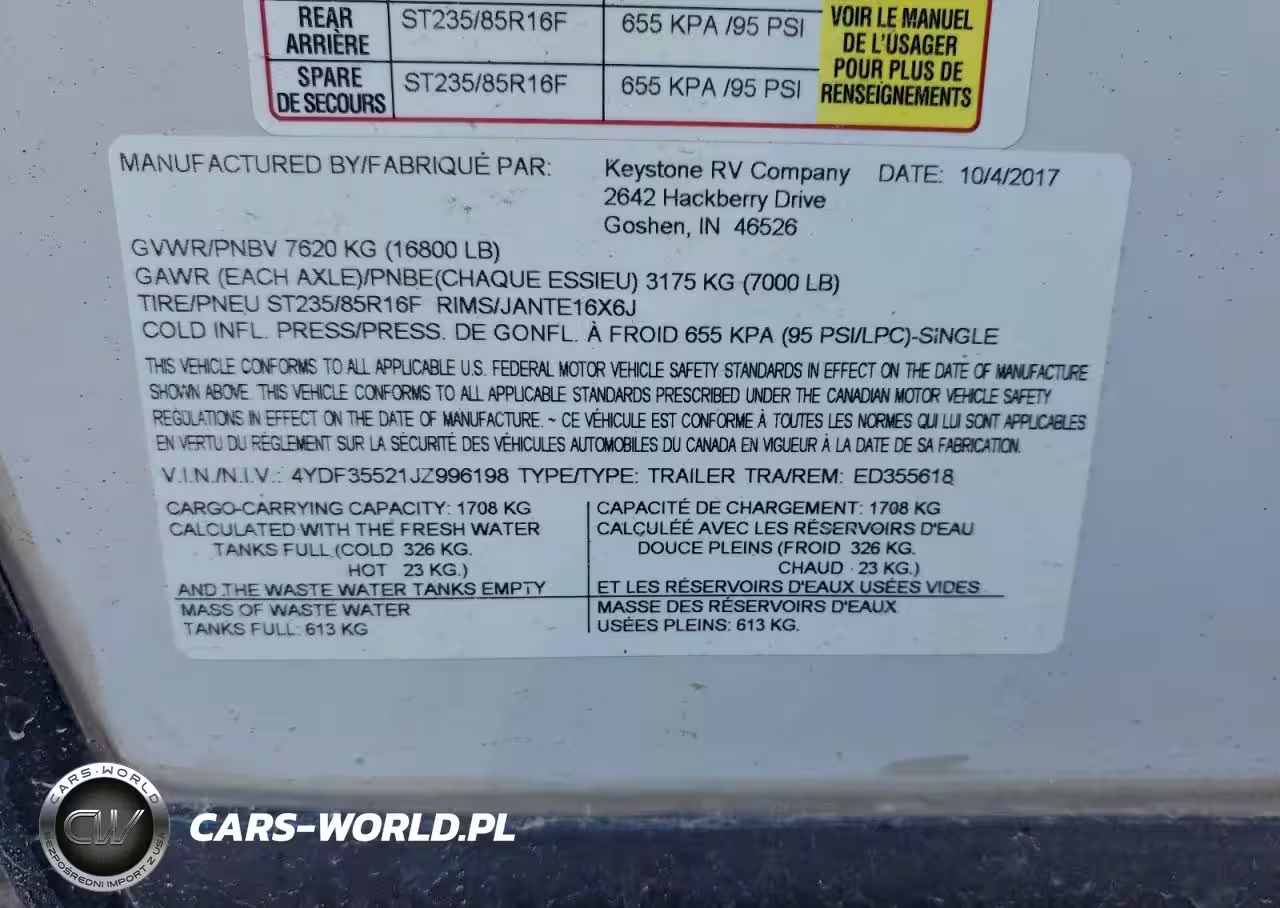 REAR
ARRIÈRE
ST235/85R16F
655 KPA /95 PSI
SPARE
DE SECOURS
ST235/85R16F
655 KPA /95 PSI
VOIR LE MANUEL
DE L'USAGER
POUR PLUS DE
RENSEIGNEMENTS
MANUFACTURED BY/FABRIQUÉ PAR: Keystone RV Company DATE: 10/4/2017
2642 Hackberry Drive
Goshen, IN 46526
GVWR/PNBV 7620 KG (16800 LB)
GAWR (EACH AXLE)/PNBE(CHAQUE ESSIEU) 3175 KG (7000 LB)
TIRE/PNEU ST235/85R16F RIMS/JANTE16X6J
COLD INFL. PRESS/PRESS. DE GONFL. À FROID 655 KPA (95 PSI/LPC)-SINGLE
THIS VEHICLE CONFORMS TO ALL APPLICABLE U.S. FEDERAL MOTOR VEHICLE SAFETY STANDARDS IN EFFECT ON THE DATE OF MANUFACTURE
SHOWN ABOVE. THIS VEHICLE CONFORMS TO ALL APPLICABLE STANDARDS PRESCRIBED UNDER THE CANADIAN MOTOR VEHICLE SAFETY
REGULATIONS IN EFFECT ON THE DATE OF MANUFACTURE. ~ CE VÉHICULE EST CONFORME À TOUTES LES NORMES QUI LUI SONT APPLICABLES
EN VERTU DU RÉGLEMENT SUR LA SÉCURITÉ DES VÉHICULES AUTOMOBILES DU CANADA EN VIGUEUR À LA DATE DE SA FABRICATION.
V.I.N./N.I.V.: 4YDF35521JZ996198 TYPE/TYPE: TRAILER TRA/REM: ED355618
CARGO-CARRYING CAPACITY: 1708 KG
CALCULATED WITH THE FRESH WATER
TANKS FULL (COLD 326 KG.
HOT 23 KG.)
AND THE WASTE WATER TANKS EMPTY
MASS OF WASTE WATER
TANKS FULL: 613 KG
CAPACITÉ DE CHARGEMENT: 1708 KG
CALCULÉE AVEC LES RÉSERVOIRS D'EAU
DOUCE PLEINS (FROID 326 KG.
CHAUD 23 KG.)
ET LES RÉSERVOIRS D'EAUX USÉES VIDES
MASSE DES RÉSERVOIRS D'EAUX
USÉES PLEINS: 613 KG.
CARS-WORLD
CW
BEZPOŚREDNI IMPORT Z USA
CARS-WORLD.PL